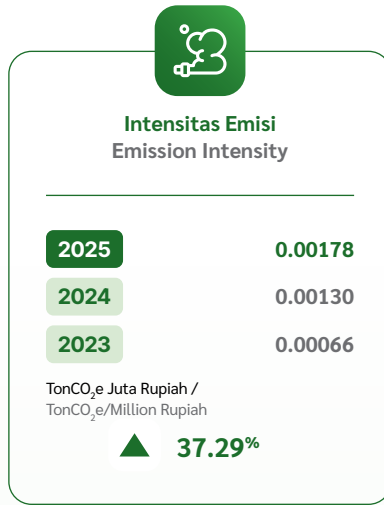 Intensitas Emisi
Emission Intensity
2025 0.00178
2024 0.00130
2023 0.00066
TonCO₂e Juta Rupiah /
TonCO₂e/Million Rupiah
37.29%